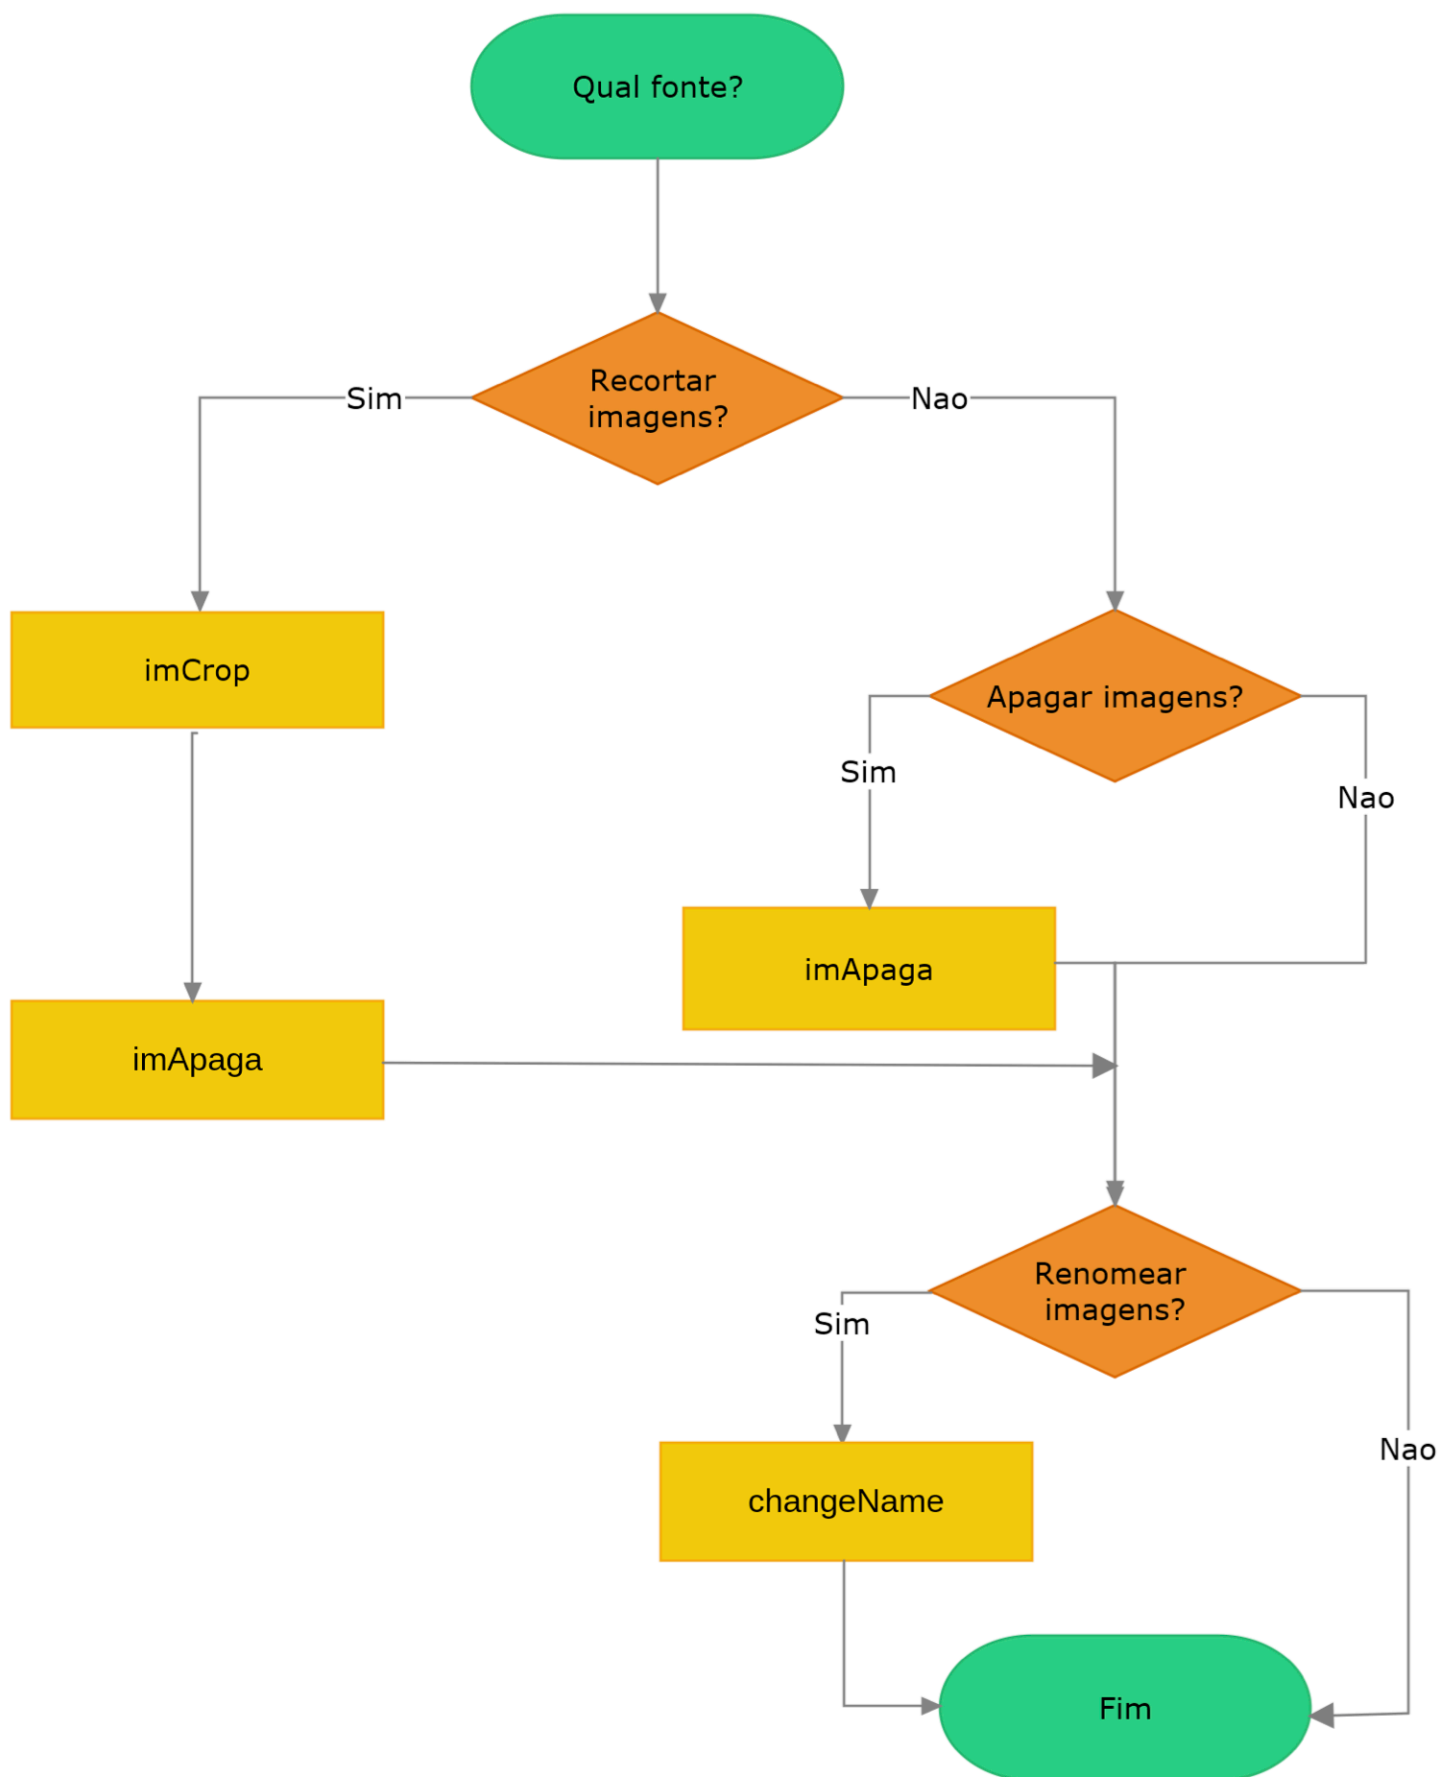 Qual fonte?
Recortar
imagens?
Sim
Nao
imCrop
Apagar imagens?
Sim
Nao
imApaga
imApaga
Renomear
imagens?
Sim
Nao
changeName
Fim